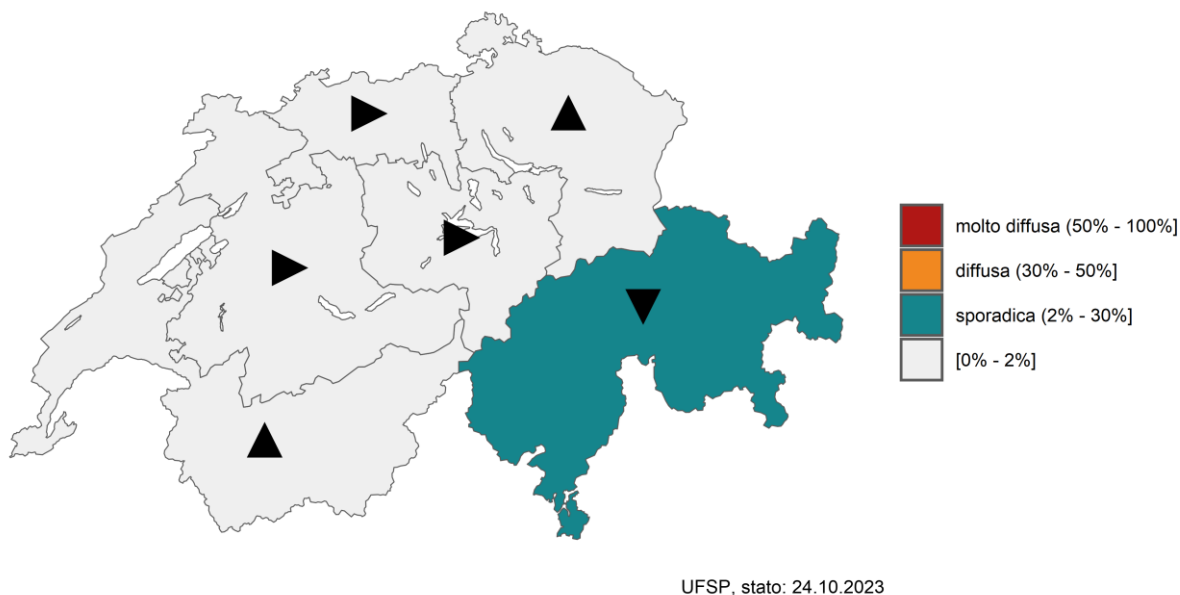 molto diffusa (50% - 100%]
diffusa (30% - 50%]
sporadica (2% - 30%]
[0% - 2%]
UFSP, stato: 24.10.2023